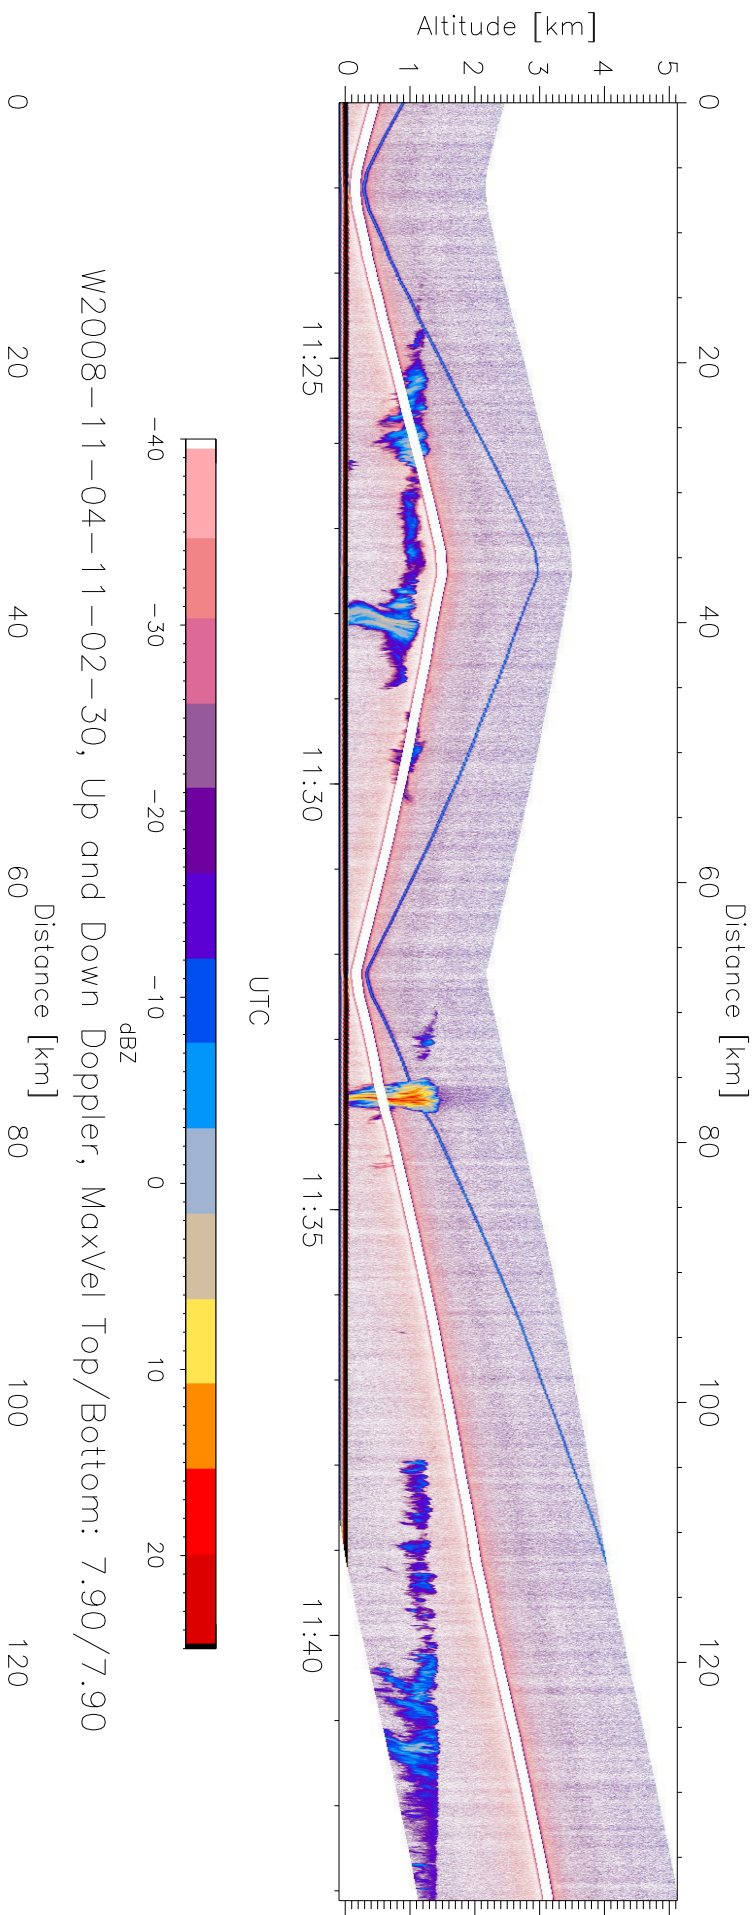 Distance [km]
0 20 40 60 80 100 120
Altitude [km]
0 1 2 3 4 5
11:25 11:30 11:35 11:40
UTC
-40 -30 -20 -10 0 10 20
dBZ
W2008-11-04-11-02-30, Up and Down Doppler, MaxVel Top/Bottom: 7.90/7.90
Distance [km]
0 20 40 60 80 100 120